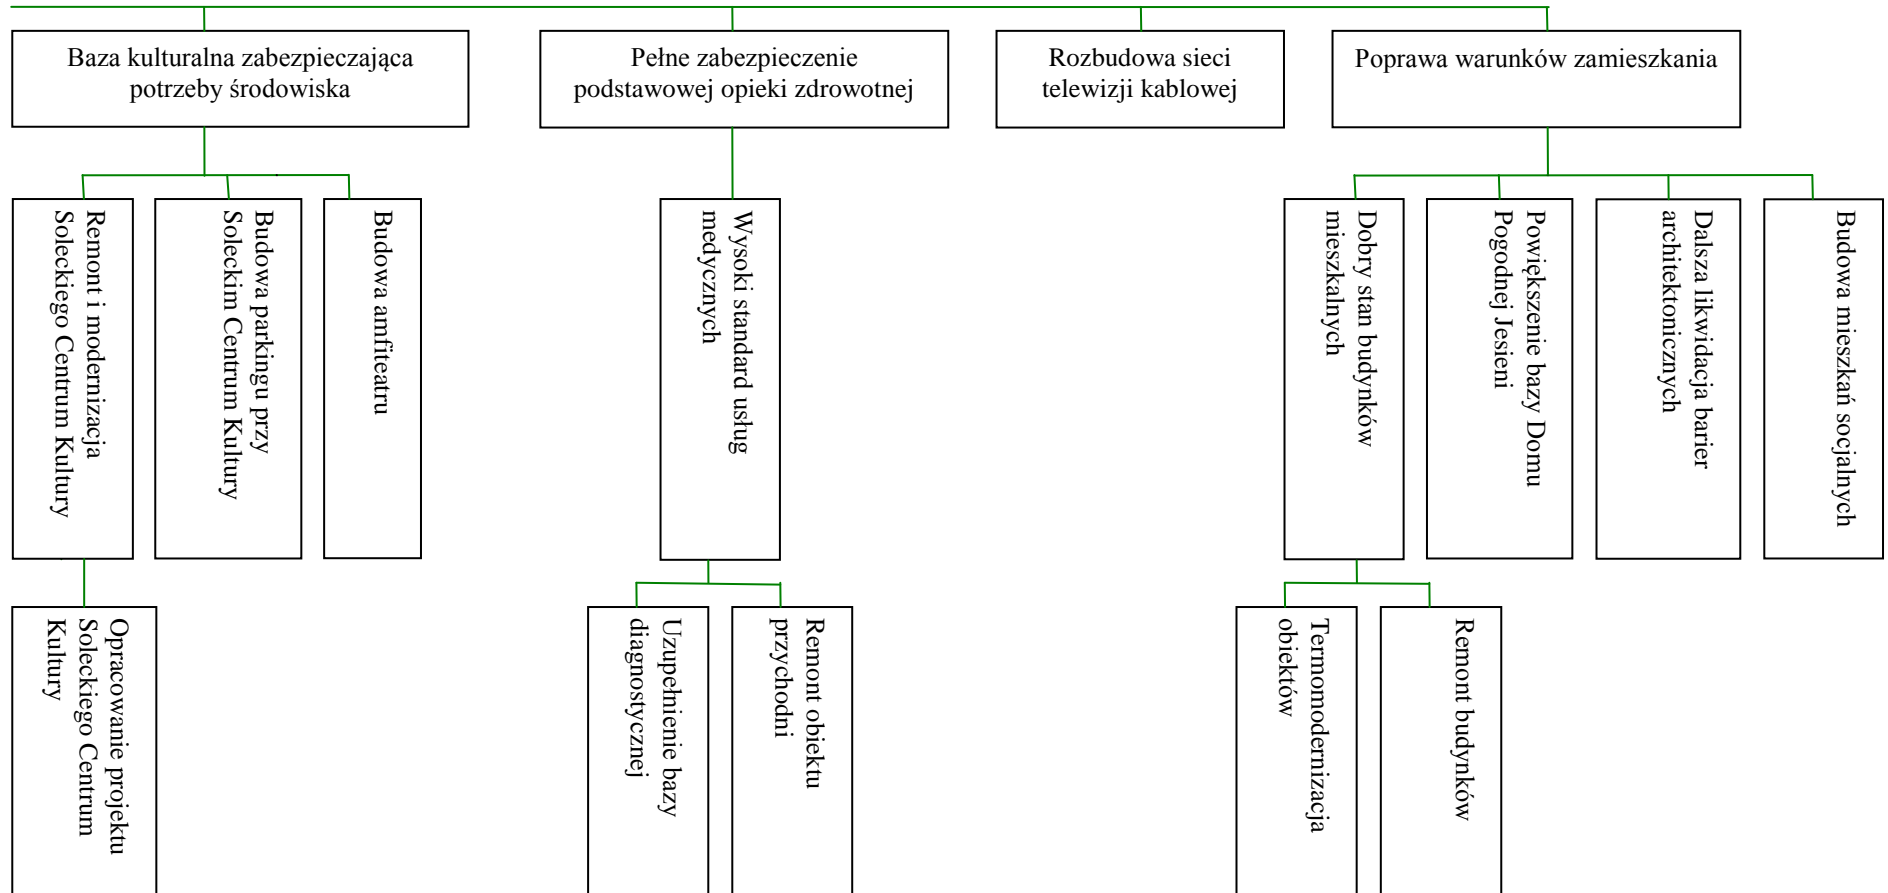 Baza kulturalna zabezpieczająca
potrzeby środowiska
Pełne zabezpieczenie
podstawowej opieki zdrowotnej
Rozbudowa sieci
telewizji kablowej
Poprawa warunków zamieszkania
Remont i modernizacja
Soleckiego Centrum Kultury
Budowa parkingu przy
Soleckim Centrum Kultury
Budowa amfiteatru
Wysoki standard usług
medycznych
Dobry stan budynków
mieszkalnych
Powiększenie bazy Domu
Pogodnej Jesieni
Dalsza likwidacja barier
architektonicznych
Budowa mieszkań socjalnych
Opracowanie projektu
Soleckiego Centrum
Kultury
Uzupełnienie bazy
diagnostycznej
Remont obiektu
przychodni
Termomodernizacja
obiektów
Remont budynków